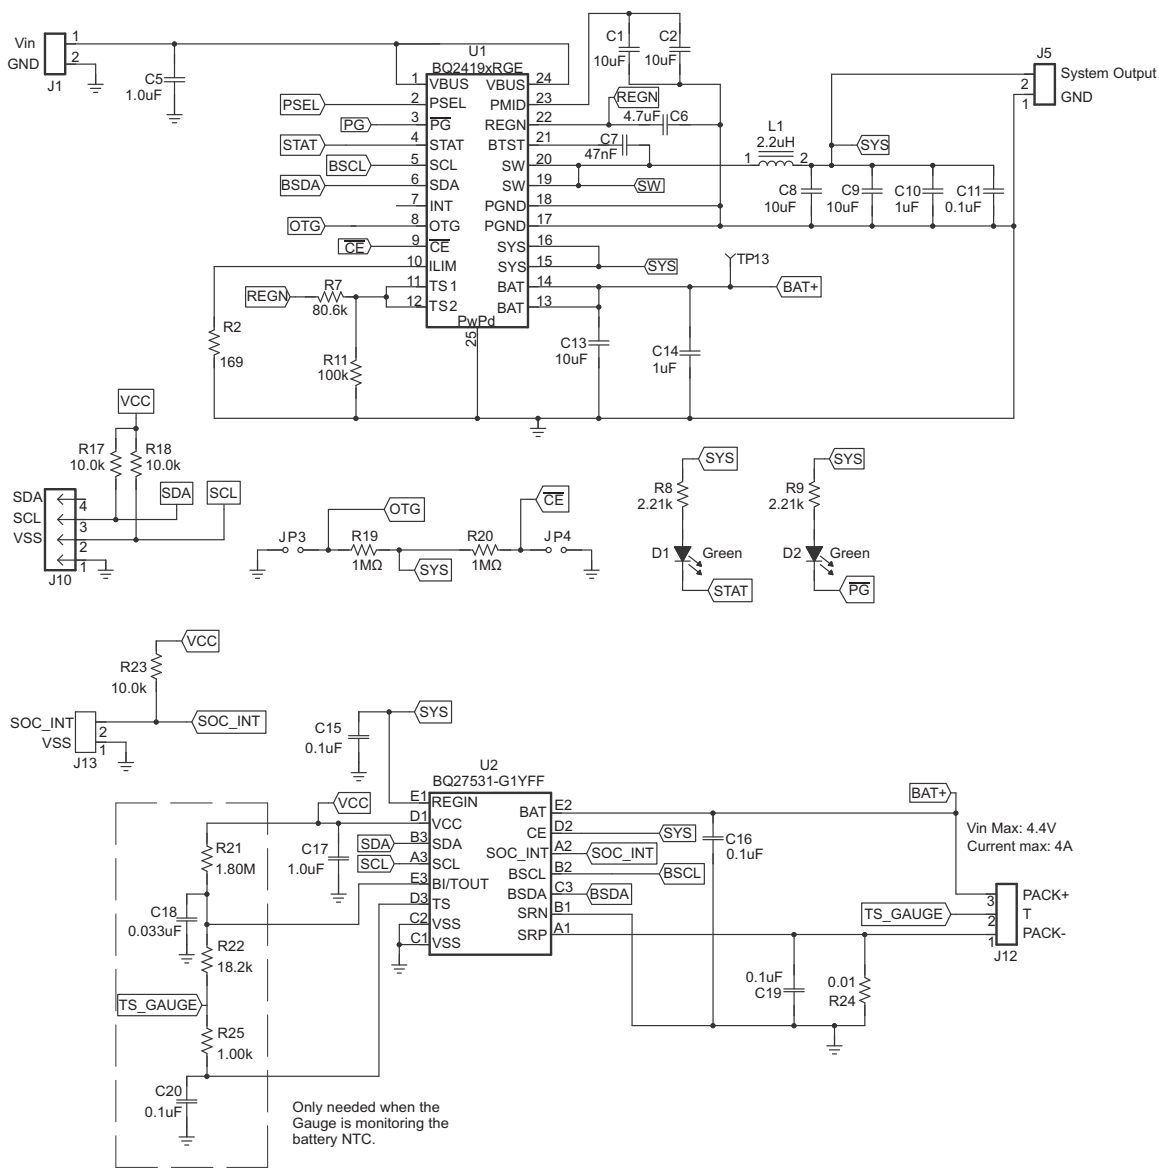 Vin
GND
1
2
J1
C5
1.0uF
U1
BQ2419xRGE
1 VBUS
2 PSEL
3 PG
4 STAT
5 SCL
6 SDA
7 INT
8 OTG
9 CE
10 ILIM
11 TS1
12 TS2
VBUS 24
PMID 23
REGN 22
BTST 21
SW 20
SW 19
PGND 18
PGND 17
SYS 16
SYS 15
BAT 14
BAT 13
PwPd
25
PSEL
PG
STAT
BSCL
BSDA
OTG
CE
REGN
R7
80.6k
R2
169
R11
100k
C1
10uF
C2
10uF
REGN
4.7uF C6
C7
47nF
SW
L1
2.2uH
1 2
SYS
J5
System Output
2
GND
1
C8
10uF
C9
10uF
C10
1uF
C11
0.1uF
SYS
TP13
BAT+
C13
10uF
C14
1uF
VCC
R17
10.0k
R18
10.0k
SDA
SCL
VSS
4
3
2
1
J10
SDA
SCL
JP3
OTG
R19
1MΩ
SYS
R20
1MΩ
CE
JP4
SYS
R8
2.21k
D1
Green
STAT
SYS
R9
2.21k
D2
Green
PG
VCC
R23
10.0k
SOC_INT
VSS
2
1
J13
SOC_INT
C15
0.1uF
SYS
U2
BQ27531-G1YFF
E1 REGIN
D1 VCC
B3 SDA
A3 SCL
E3 BI/TOUT
D3 TS
C2 VSS
C1 VSS
BAT E2
CE D2
SOC_INT A2
BSCL B2
BSDA C3
SRN B1
SRP A1
VCC
C17
1.0uF
SDA
SCL
R21
1.80M
C18
0.033uF
R22
18.2k
TS_GAUGE
R25
1.00k
C20
0.1uF
Only needed when the
Gauge is monitoring the
battery NTC.
SYS
SOC_INT
BSCL
BSDA
C16
0.1uF
BAT+
Vin Max: 4.4V
Current max: 4A
TS_GAUGE
3
2
1
PACK+
T
PACK-
J12
0.1uF
C19
0.01
R24